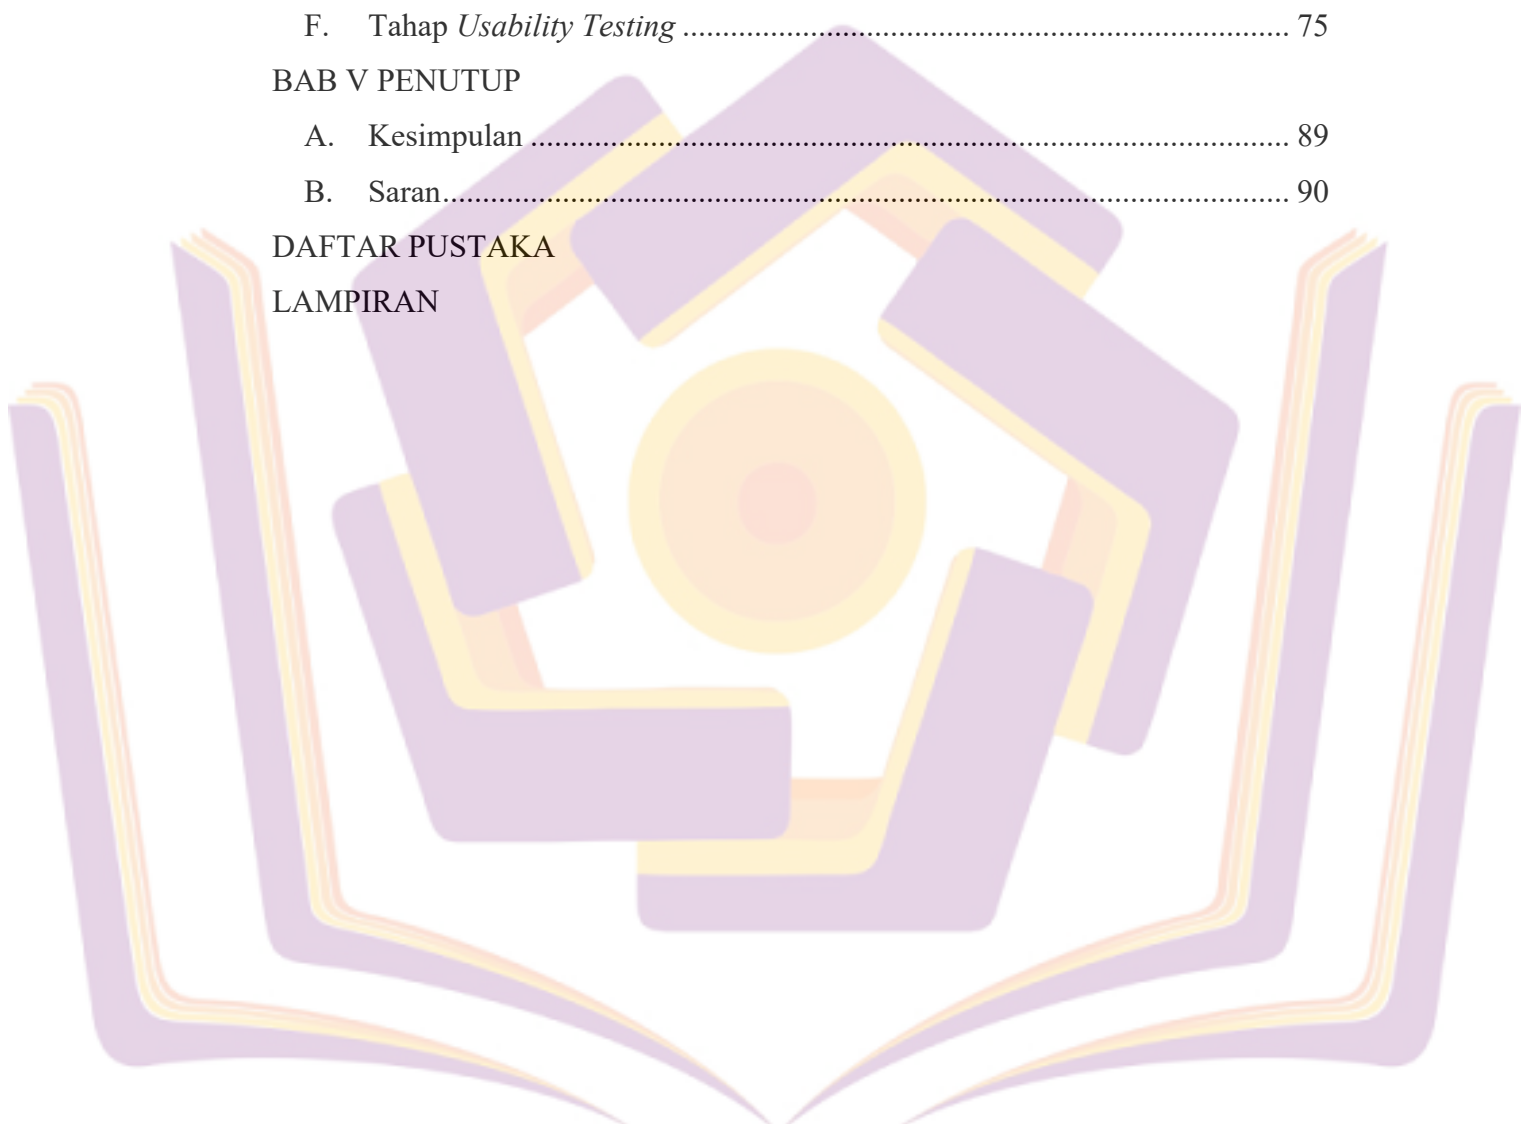 F. Tahap Usability Testing ............................................................................ 75
BAB V PENUTUP
A. Kesimpulan ............................................................................................... 89
B. Saran.......................................................................................................... 90
DAFTAR PUSTAKA
LAMPIRAN